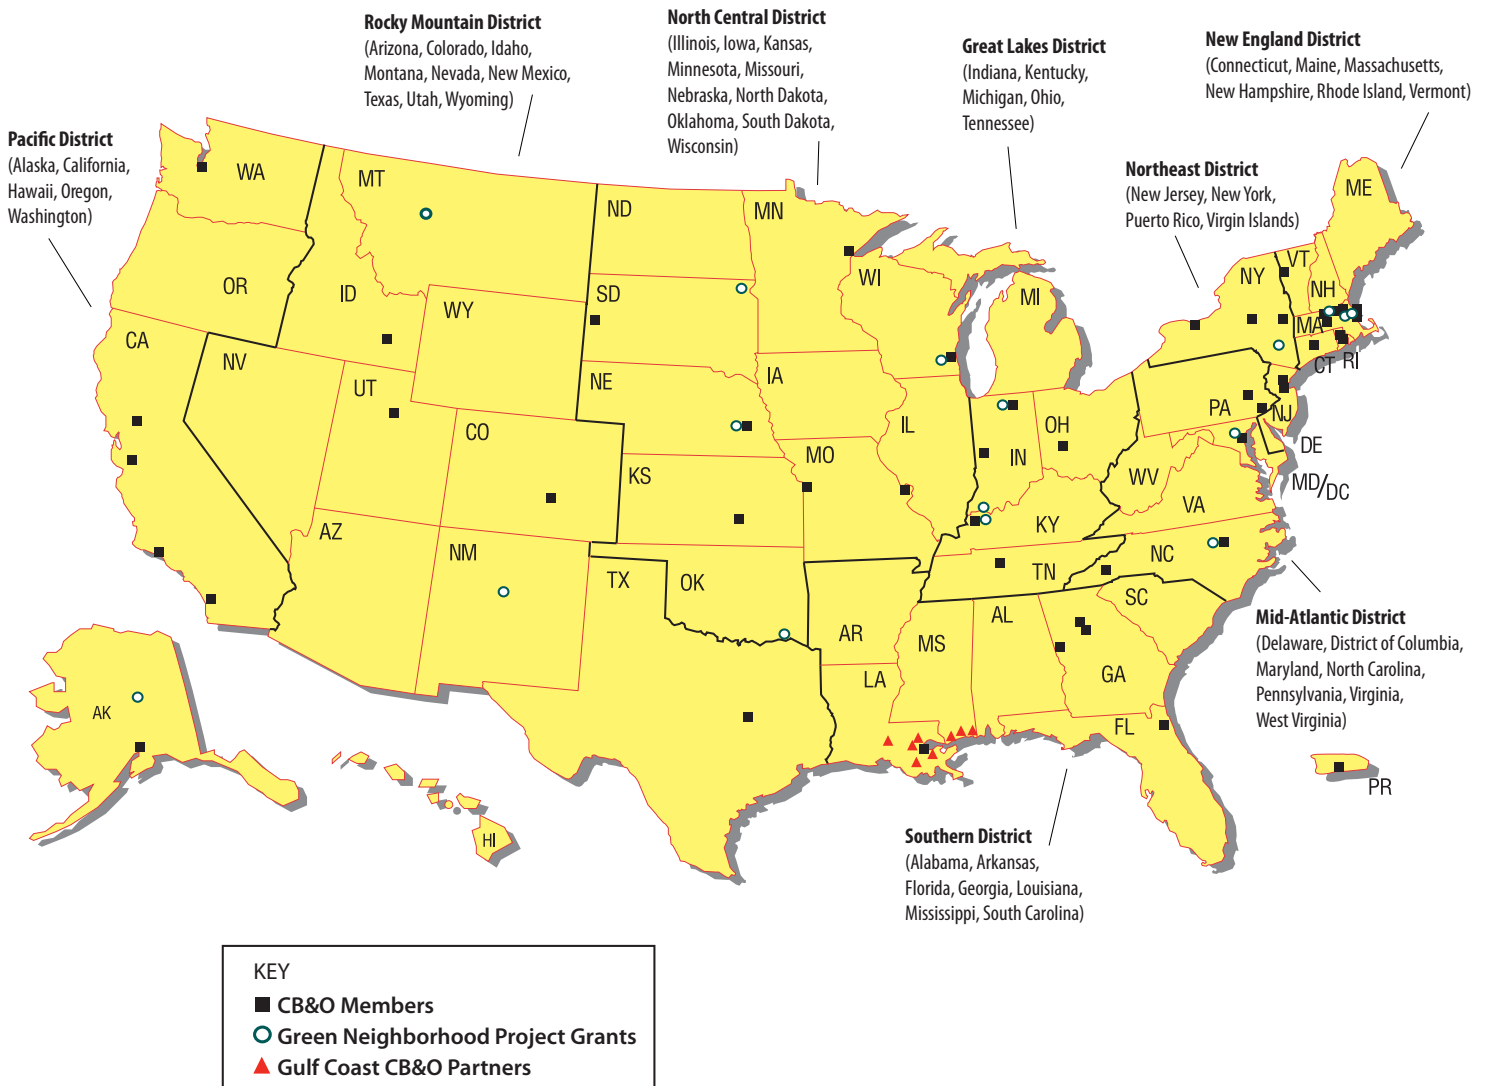 Rocky Mountain District
(Arizona, Colorado, Idaho,
Montana, Nevada, New Mexico,
Texas, Utah, Wyoming)
North Central District
(Illinois, Iowa, Kansas,
Minnesota, Missouri,
Nebraska, North Dakota,
Oklahoma, South Dakota,
Wisconsin)
Great Lakes District
(Indiana, Kentucky,
Michigan, Ohio,
Tennessee)
New England District
(Connecticut, Maine, Massachusetts,
New Hampshire, Rhode Island, Vermont)
Pacific District
(Alaska, California,
Hawaii, Oregon,
Washington)
Northeast District
(New Jersey, New York,
Puerto Rico, Virgin Islands)
WA
MT
ND
MN
ME
OR
ID
WY
SD
WI
MI
NY
VT
NH
MA
CT
RI
CA
NV
UT
CO
NE
IA
IL
IN
OH
PA
NJ
DE
MD/DC
KS
MO
WV
VA
KY
AZ
NM
TX
OK
AR
TN
NC
SC
MS
AL
GA
LA
FL
AK
HI
PR
Mid-Atlantic District
(Delaware, District of Columbia,
Maryland, North Carolina,
Pennsylvania, Virginia,
West Virginia)
Southern District
(Alabama, Arkansas,
Florida, Georgia, Louisiana,
Mississippi, South Carolina)
KEY
CB&O Members
Green Neighborhood Project Grants
Gulf Coast CB&O Partners